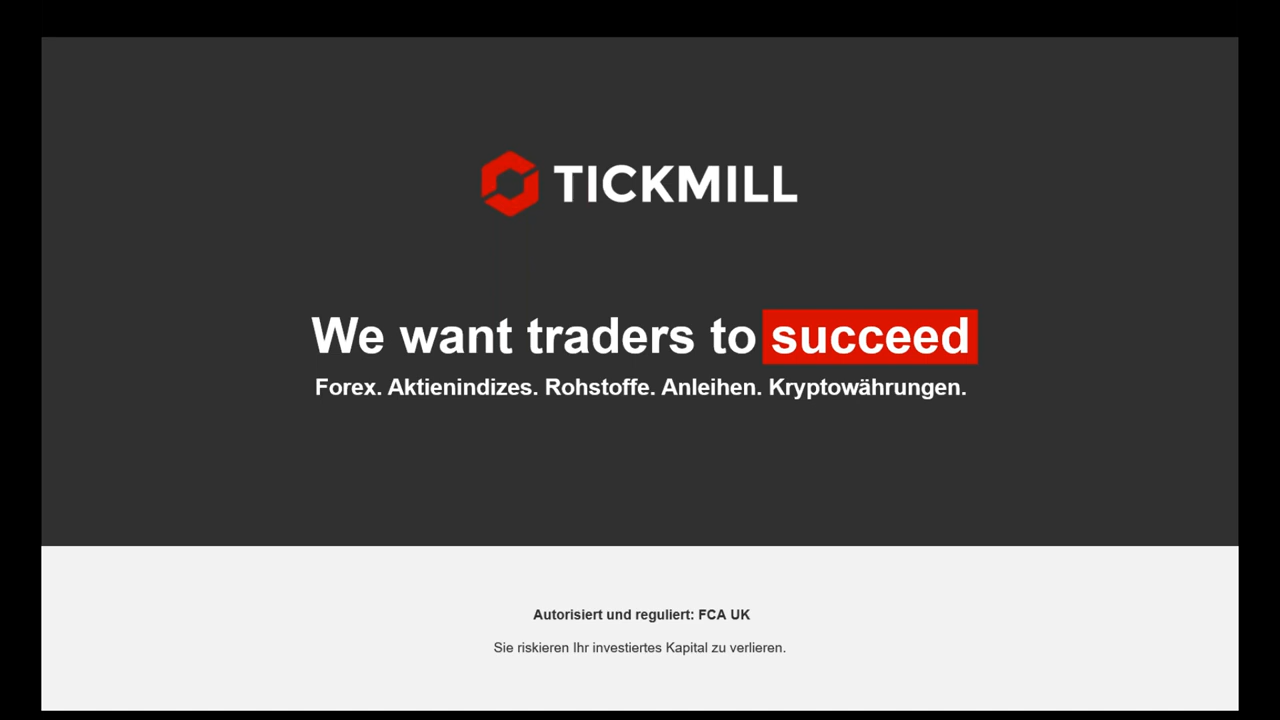 TICKMILL
We want traders to succeed
Forex. Aktienindizes. Rohstoffe. Anleihen. Kryptowährungen.
Autorisiert und reguliert: FCA UK
Sie riskieren Ihr investiertes Kapital zu verlieren.